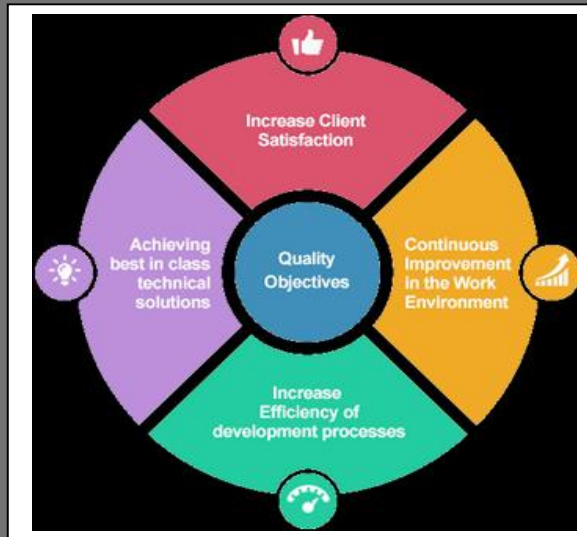 Increase Client
Satisfaction
Achieving
best in class
technical
solutions
Quality
Objectives
Continuous
Improvement
in the Work
Environment
Increase
Efficiency of
development processes